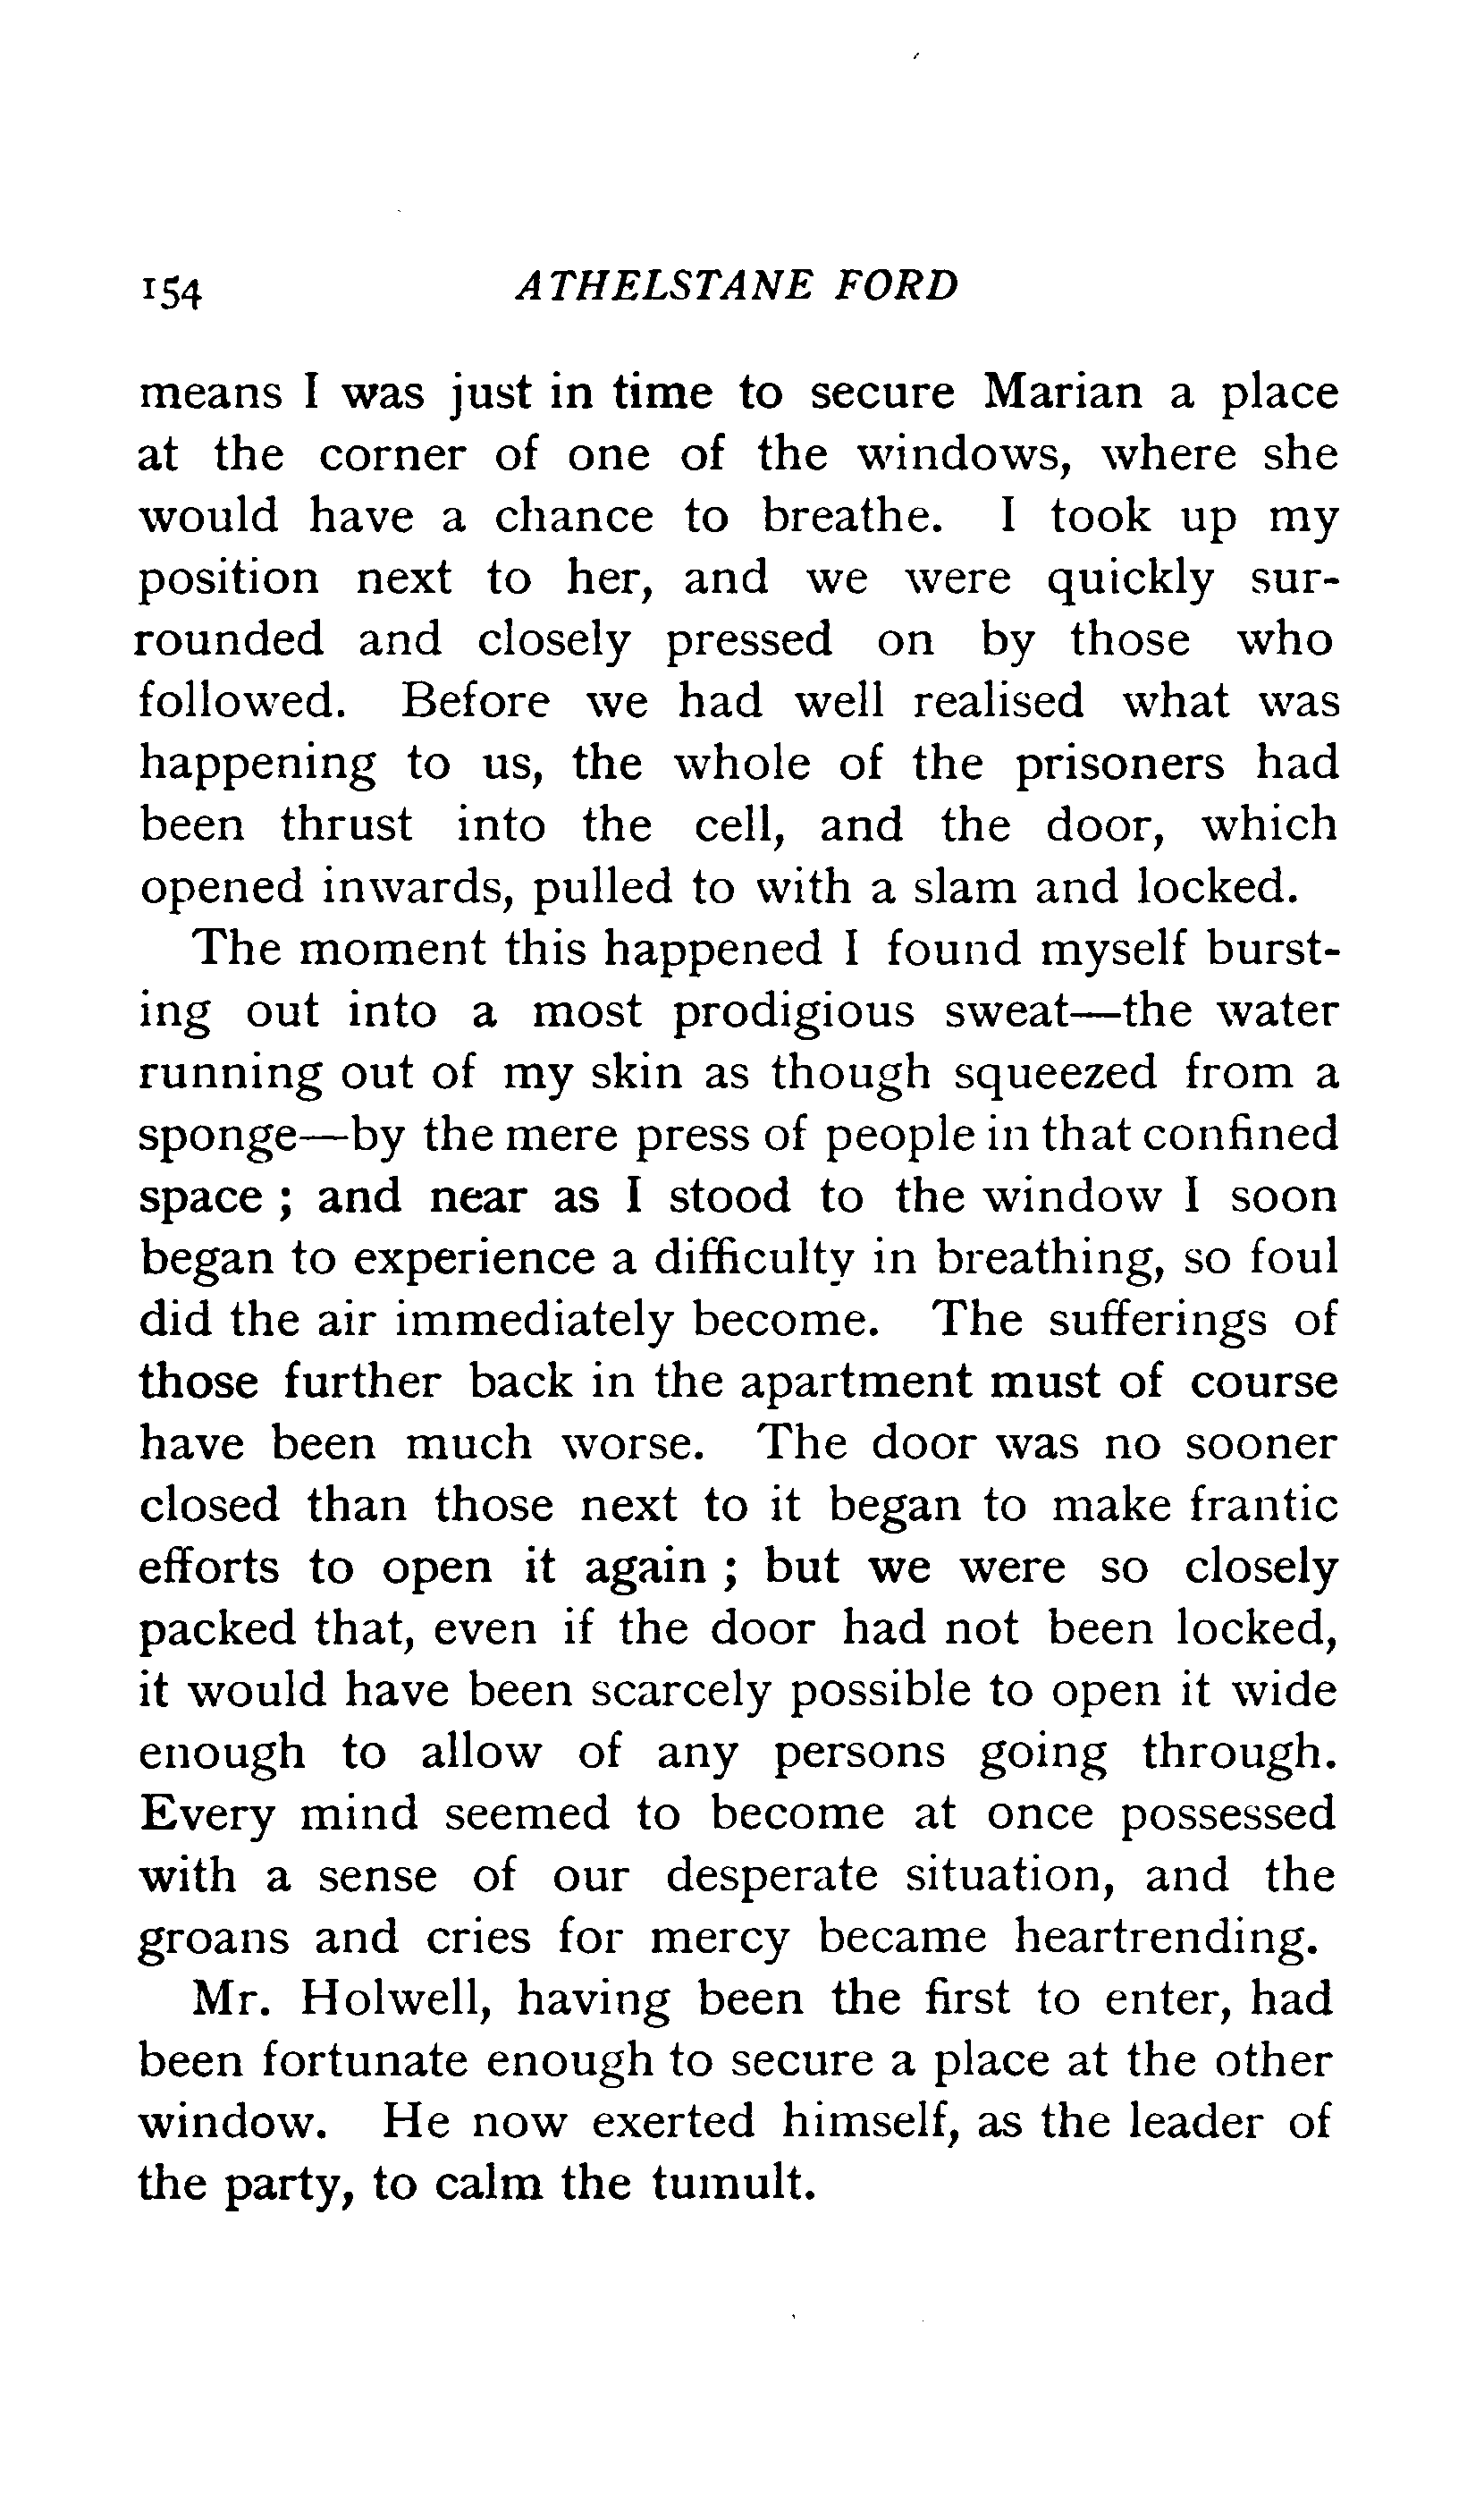 154 ATHELSTANE FORD
means I was just in time to secure Marian a place
at the corner of one of the windows, where she
would have a chance to breathe. I took up my
position next to her, and we were quickly sur-
rounded and closely pressed on by those who
followed. Before we had well realised what was
happening to us, the whole of the prisoners had
been thrust into the cell, and the door, which
opened inwards, pulled to with a slam and locked.
The moment this happened I found myself burst-
ing out into a most prodigious sweat—the water
running out of my skin as though squeezed from a
sponge—by the mere press of people in that confined
space ; and near as I stood to the window I soon
began to experience a difficulty in breathing, so foul
did the air immediately become. The sufferings of
those further back in the apartment must of course
have been much worse. The door was no sooner
closed than those next to it began to make frantic
efforts to open it again ; but we were so closely
packed that, even if the door had not been locked,
it would have been scarcely possible to open it wide
enough to allow of any persons going through.
Every mind seemed to become at once possessed
with a sense of our desperate situation, and the
groans and cries for mercy became heartrending.
Mr. Holwell, having been the first to enter, had
been fortunate enough to secure a place at the other
window. He now exerted himself, as the leader of
the party, to calm the tumult.